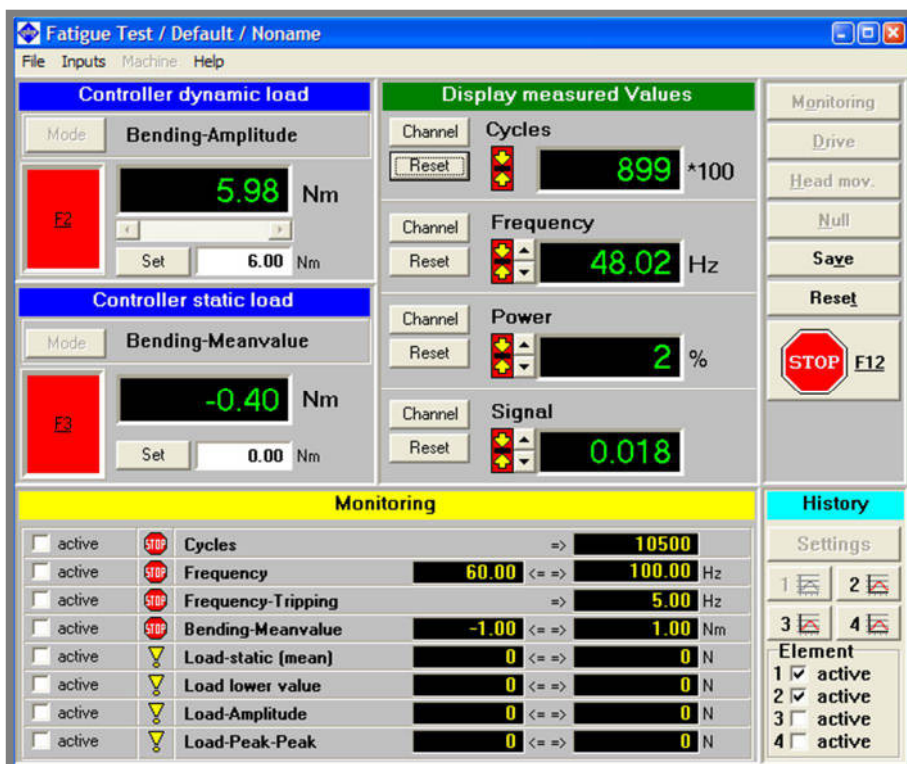 Fatigue Test / Default / Noname
File Inputs Machine Help
Controller dynamic load
Mode Bending-Amplitude
F2 5.98 Nm
Set 6.00 Nm
Controller static load
Mode Bending-Meanvalue
F3 -0.40 Nm
Set 0.00 Nm
Display measured Values
Channel Cycles
Reset 899 *100
Channel Frequency
Reset 48.02 Hz
Channel Power
Reset 2 %
Channel Signal
Reset 0.018
Monitoring
Drive
Head mov.
Null
Save
Reset
STOP F12
Monitoring
active STOP Cycles => 10500
active STOP Frequency 60.00 <= => 100.00 Hz
active STOP Frequency-Tripping => 5.00 Hz
active STOP Bending-Meanvalue -1.00 <= => 1.00 Nm
active Load-static (mean) 0 <= => 0 N
active Load lower value 0 <= => 0 N
active Load-Amplitude 0 <= => 0 N
active Load-Peak-Peak 0 <= => 0 N
History
Settings
1 2
3 4
Element
1 active
2 active
3 active
4 active